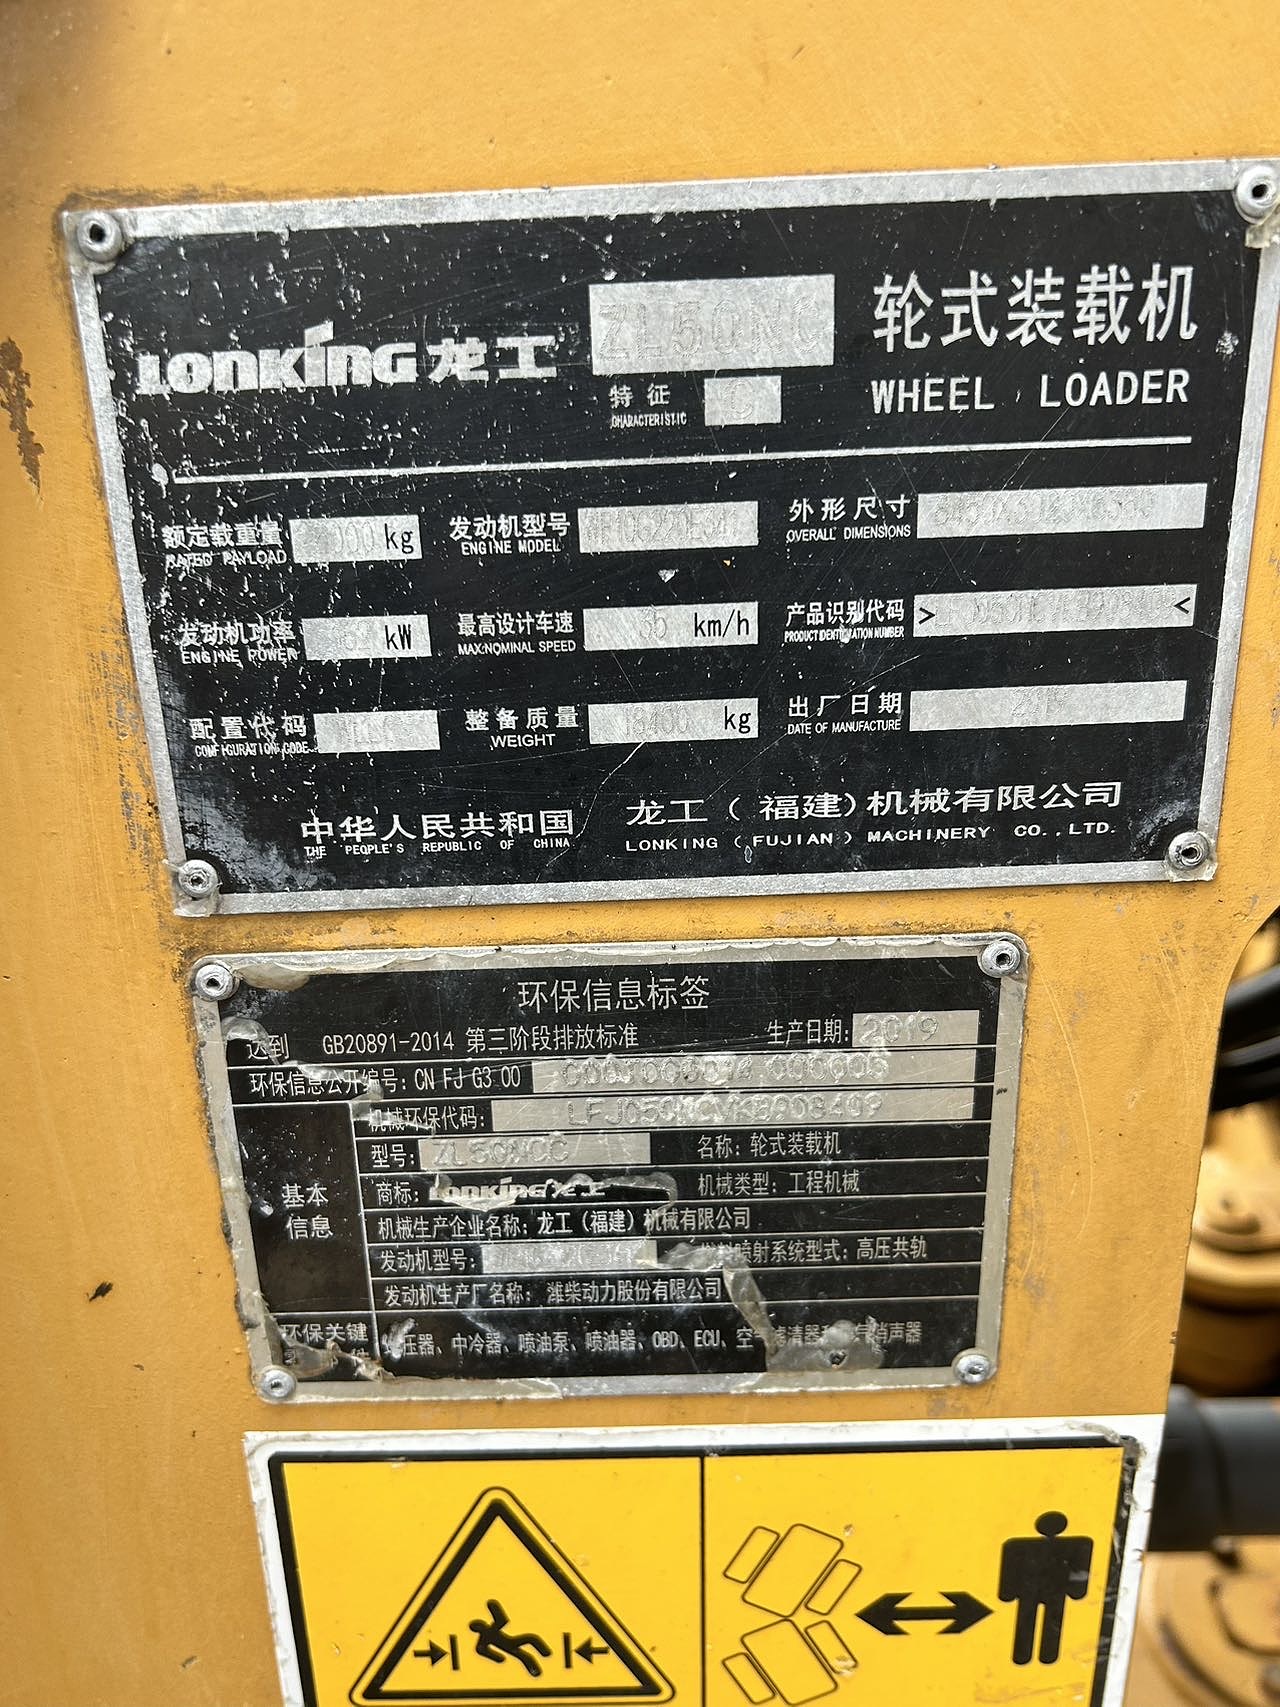 LONKING 龙工 ZL50NC 轮式装载机
特征 C WHEEL LOADER
CHARACTERISTIC
额定载重量 kg 发动机型号 外形尺寸
RATED PAYLOAD ENGINE MODEL OVERALL DIMENSIONS
发动机功率 162 kW 最高设计车速 km/h 产品识别代码 > <
ENGINE POWER MAX.NOMINAL SPEED PRODUCT IDENTIFICATION NUMBER
配置代码 整备质量 16400 kg 出厂日期 2019
CONFIGURATION CODE WEIGHT DATE OF MANUFACTURE
中华人民共和国 龙工(福建)机械有限公司
THE PEOPLE'S REPUBLIC OF CHINA LONKING (FUJIAN) MACHINERY CO.,LTD.
环保信息标签
达到 GB20891-2014 第三阶段排放标准 生产日期: 2019
环保信息公开编号: CN FJ G3 00
机械环保代码: LFJ050NCVKB908409
型号: ZL50NCC 名称: 轮式装载机
基本信息 商标: LONKING 龙工 机械类型: 工程机械
机械生产企业名称: 龙工(福建)机械有限公司
发动机型号: 喷射系统型式: 高压共轨
发动机生产厂名称: 潍柴动力股份有限公司
环保关键 压器、中冷器、喷油泵、喷油器、OBD、ECU、空气滤清器 消声器